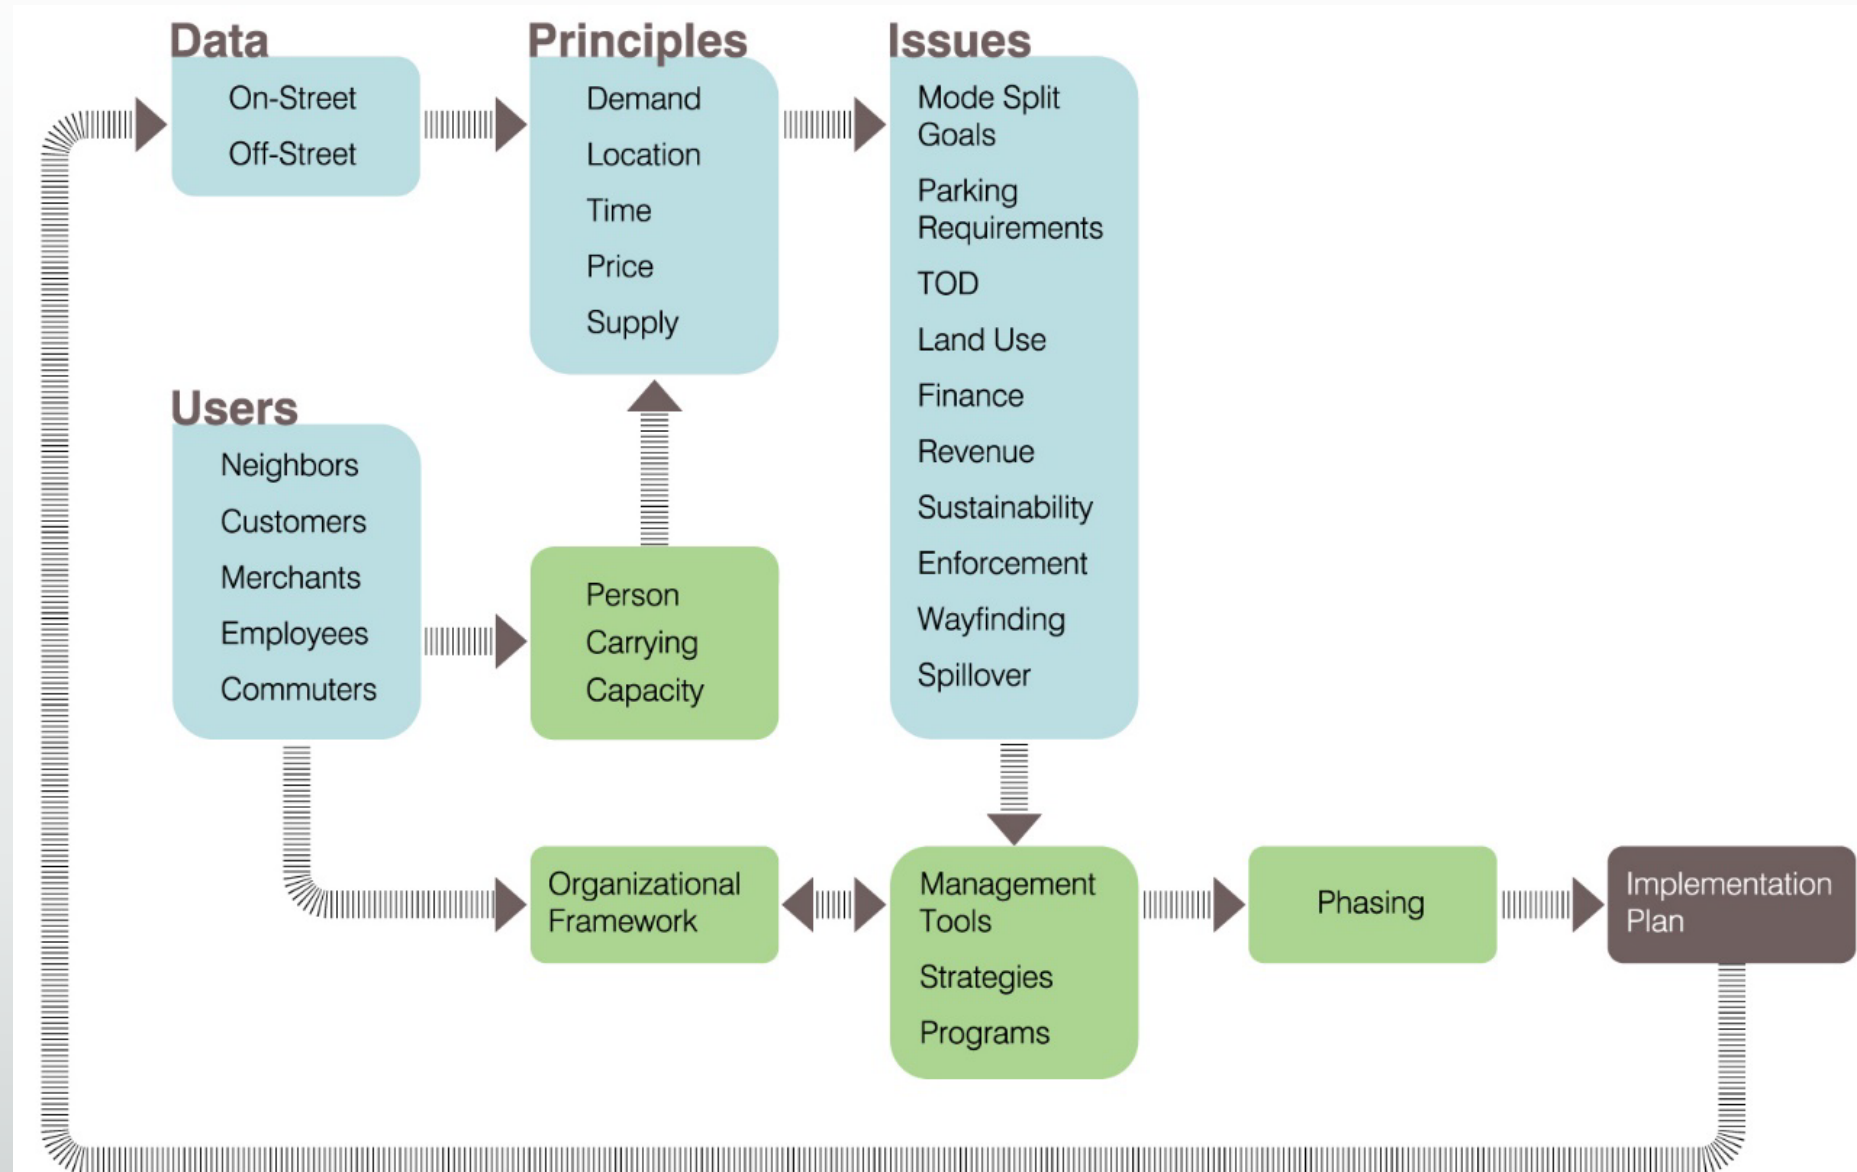 Data
On-Street
Off-Street
Principles
Demand
Location
Time
Price
Supply
Issues
Mode Split
Goals
Parking
Requirements
TOD
Land Use
Finance
Revenue
Sustainability
Enforcement
Wayfinding
Spillover
Users
Neighbors
Customers
Merchants
Employees
Commuters
Person
Carrying
Capacity
Organizational
Framework
Management
Tools
Strategies
Programs
Phasing
Implementation
Plan